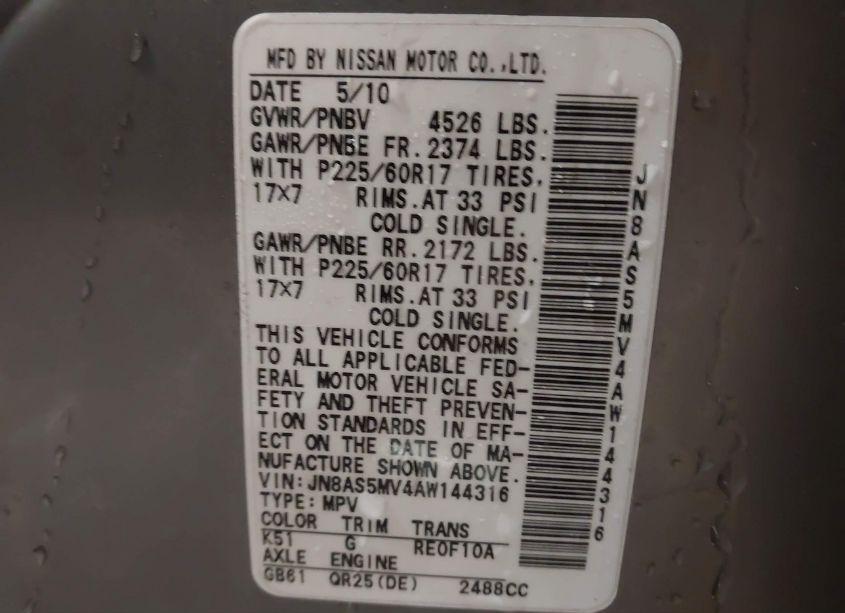 MFD BY NISSAN MOTOR CO.,LTD.
DATE 5/10
GVWR/PNBV 4526 LBS.
GAWR/PNBE FR. 2374 LBS.
WITH P225/60R17 TIRES,
17X7 RIMS.AT 33 PSI
COLD SINGLE.
GAWR/PNBE RR. 2172 LBS.
WITH P225/60R17 TIRES,
17X7 RIMS.AT 33 PSI
COLD SINGLE.
THIS VEHICLE CONFORMS
TO ALL APPLICABLE FED-
ERAL MOTOR VEHICLE SA-
FETY AND THEFT PREVEN-
TION STANDARDS IN EFF-
ECT ON THE DATE OF MA-
NUFACTURE SHOWN ABOVE.
VIN:JN8AS5MV4AW144316
TYPE:MPV
COLOR TRIM TRANS
K51 G RE0F10A
AXLE ENGINE
GB61 QR25(DE) 2488CC
JN8AS5MV4AW144316